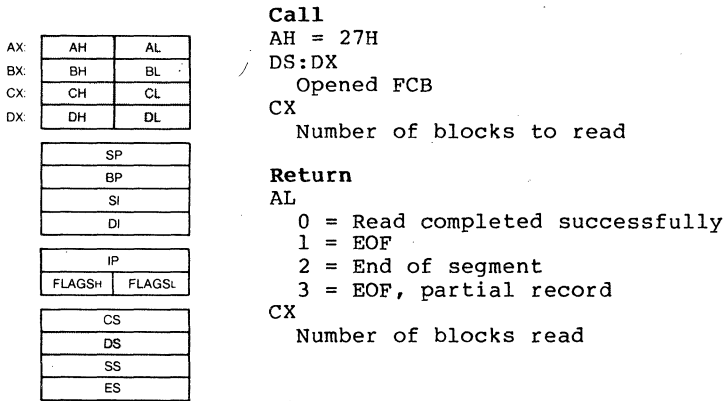 AX: AH AL
BX: BH BL
CX: CH CL
DX: DH DL
SP
BP
SI
DI
IP
FLAGSH FLAGSL
CS
DS
SS
ES
Call
AH = 27H
DS:DX
Opened FCB
CX
Number of blocks to read
Return
AL
0 = Read completed successfully
1 = EOF
2 = End of segment
3 = EOF, partial record
CX
Number of blocks read